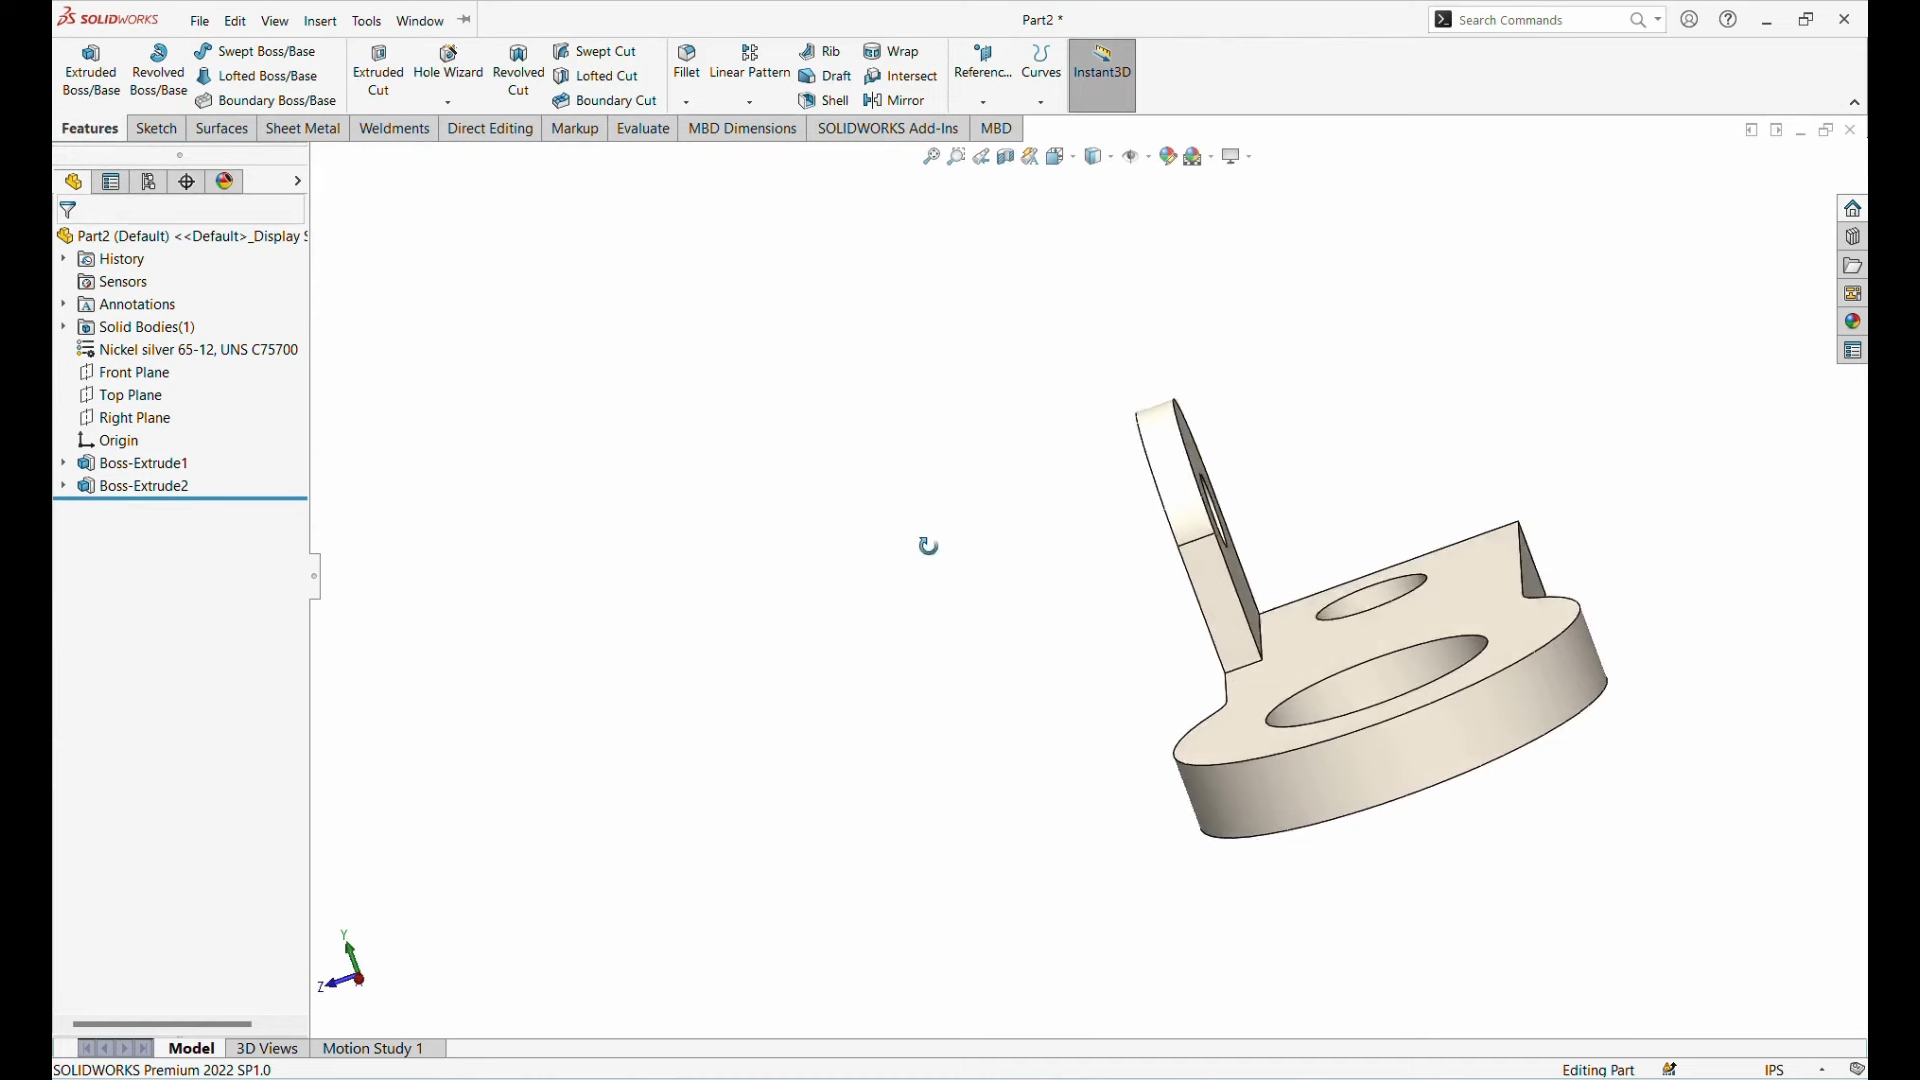 SOLIDWORKS File Edit View Insert Tools Window Part2 * Search Commands
Extruded Boss/Base
Revolved Boss/Base
Swept Boss/Base
Lofted Boss/Base
Boundary Boss/Base
Extruded Cut
Hole Wizard
Revolved Cut
Swept Cut
Lofted Cut
Boundary Cut
Fillet
Linear Pattern
Rib
Draft
Shell
Wrap
Intersect
Mirror
Referenc...
Curves
Instant3D
Features Sketch Surfaces Sheet Metal Weldments Direct Editing Markup Evaluate MBD Dimensions SOLIDWORKS Add-Ins MBD
Part2 (Default) <<Default>_Display S
History
Sensors
Annotations
Solid Bodies(1)
Nickel silver 65-12, UNS C75700
Front Plane
Top Plane
Right Plane
Origin
Boss-Extrude1
Boss-Extrude2
Y
Z
Model 3D Views Motion Study 1
SOLIDWORKS Premium 2022 SP1.0 Editing Part IPS